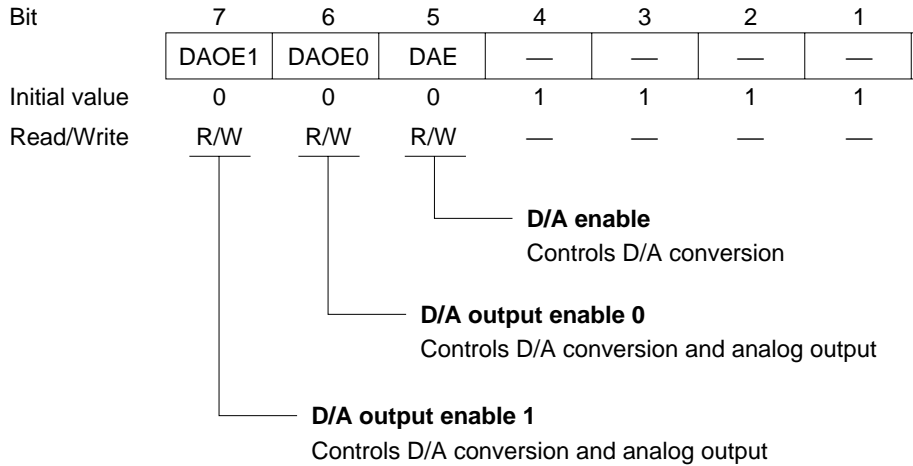 Bit 7 6 5 4 3 2 1
DAOE1 DAOE0 DAE — — — —
Initial value 0 0 0 1 1 1 1
Read/Write R/W R/W R/W — — — —
D/A enable
Controls D/A conversion
D/A output enable 0
Controls D/A conversion and analog output
D/A output enable 1
Controls D/A conversion and analog output